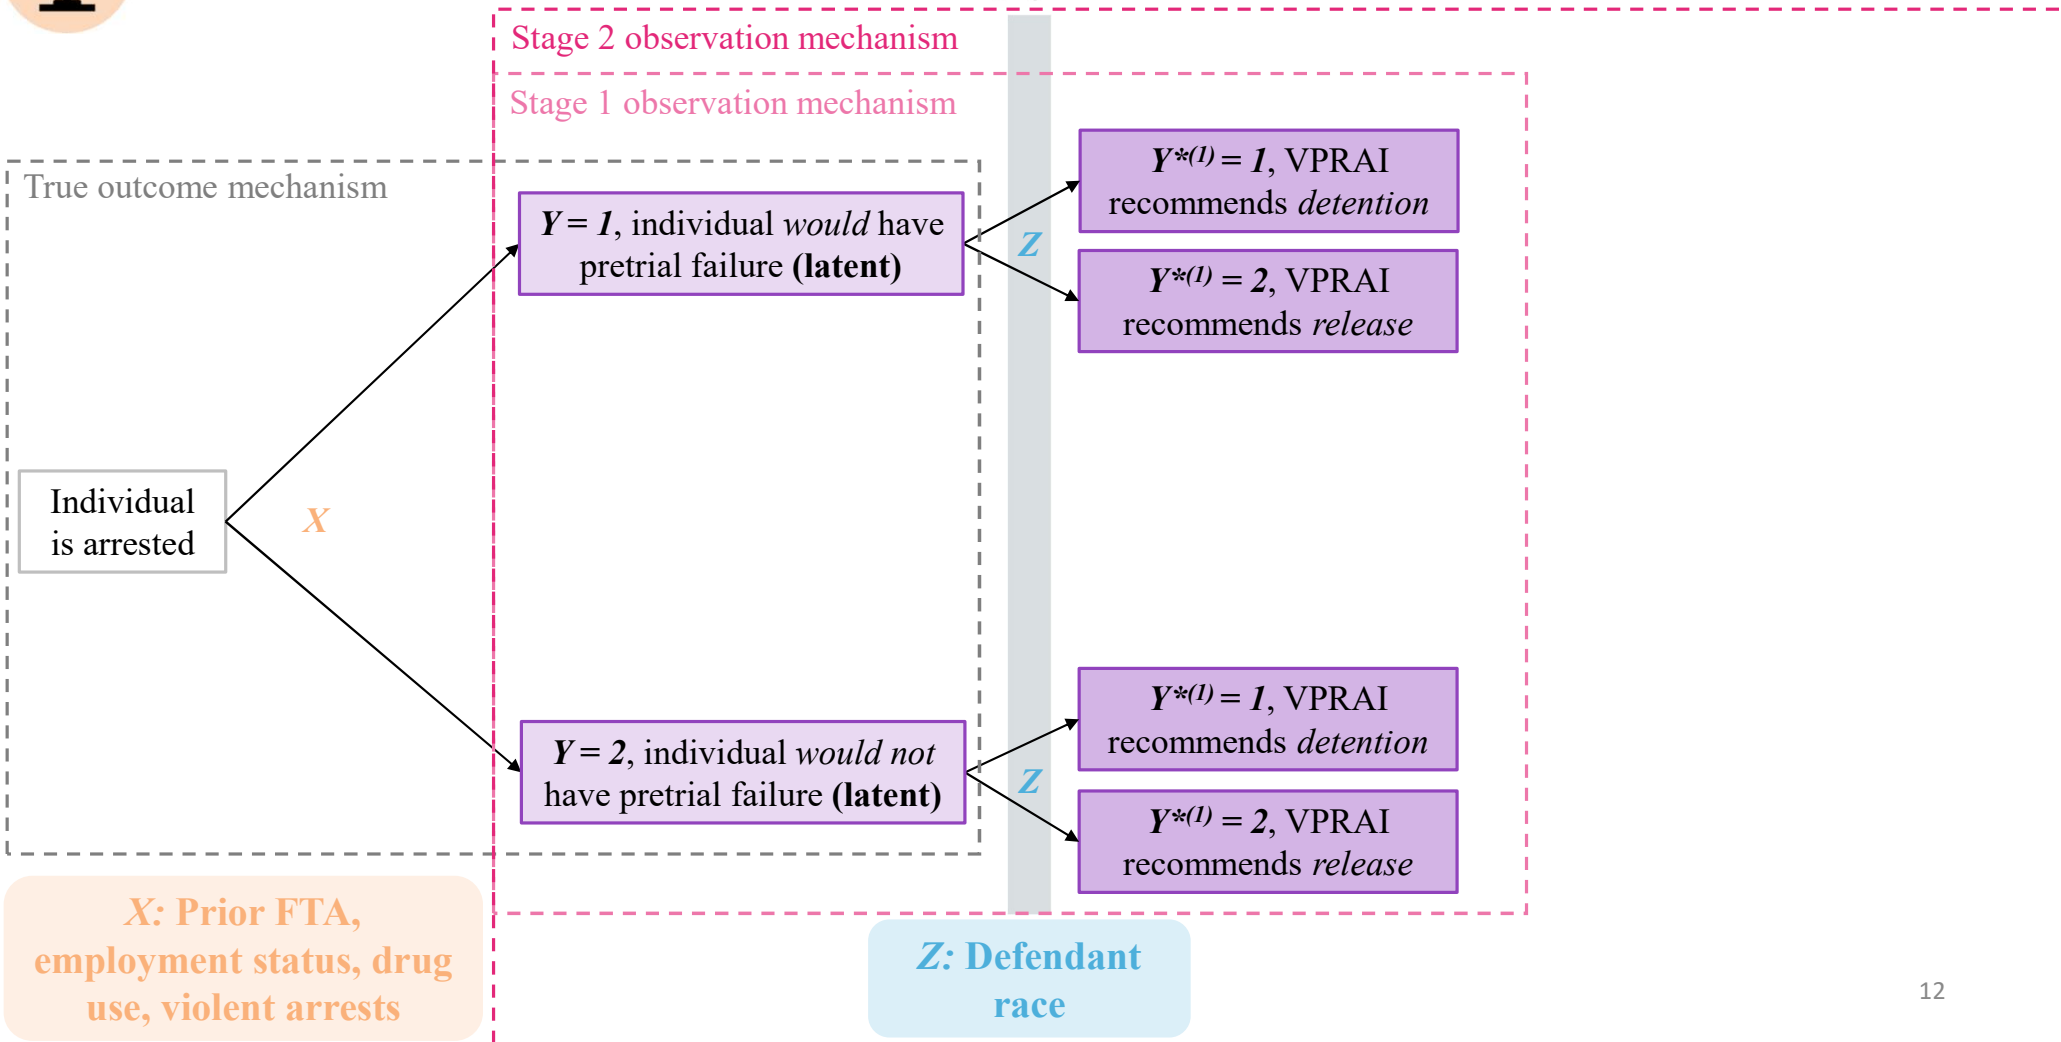 Stage 2 observation mechanism
Stage 1 observation mechanism
True outcome mechanism
Y = 1, individual would have
pretrial failure (latent)
Z
Y*(1) = 1, VPRAI
recommends detention
Y*(1) = 2, VPRAI
recommends release
Individual
is arrested
X
Y = 2, individual would not
have pretrial failure (latent)
Z
Y*(1) = 1, VPRAI
recommends detention
Y*(1) = 2, VPRAI
recommends release
X: Prior FTA,
employment status, drug
use, violent arrests
Z: Defendant
race
12